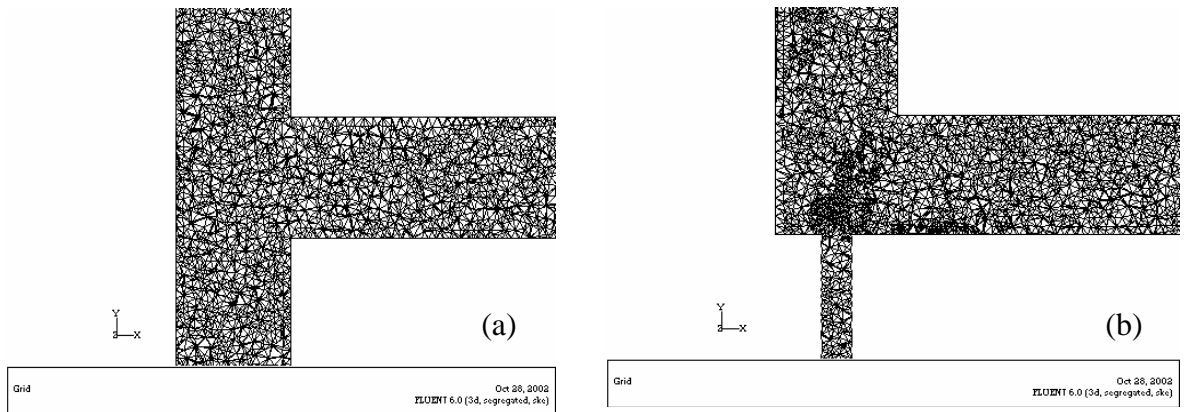 Y
Z X
(a)
Grid
Oct 28, 2002
FLUENT 6.0 (3d, segregated, ske)
Y
Z X
(b)
Grid
Oct 28, 2002
FLUENT 6.0 (3d, segregated, ske)